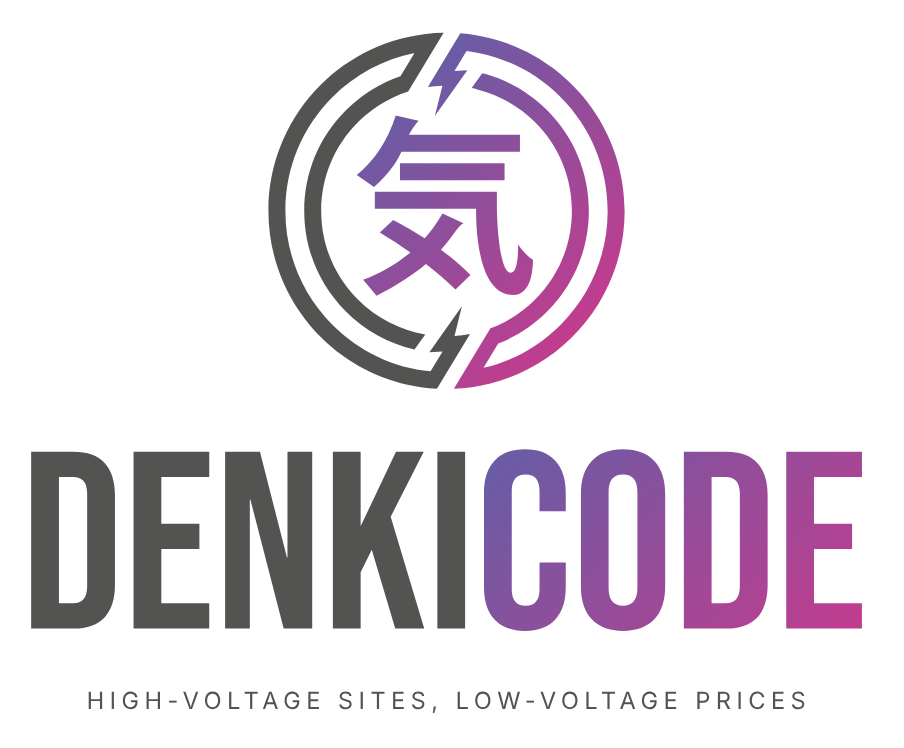 気
DENKICODE
HIGH-VOLTAGE SITES, LOW-VOLTAGE PRICES